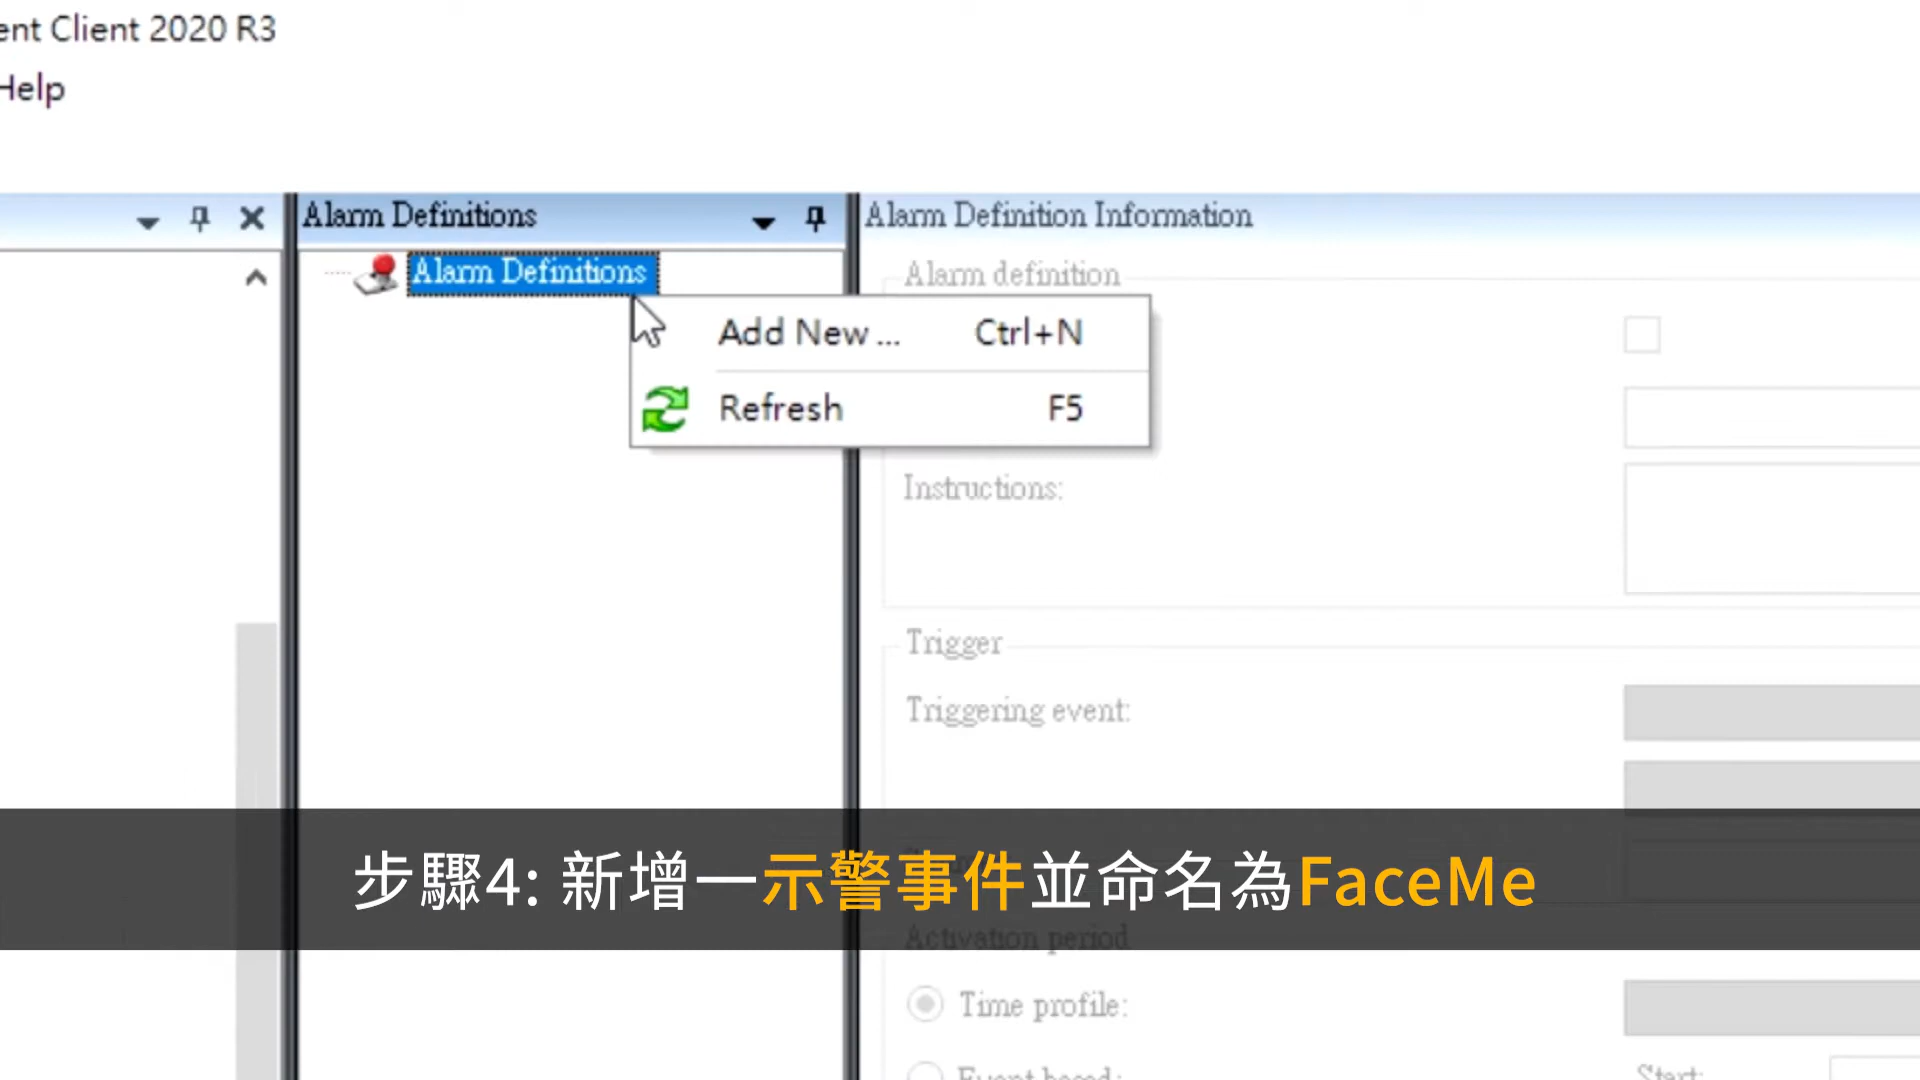 ent Client 2020 R3
Help
Alarm Definitions
Alarm Definition Information
Alarm Definitions
Alarm definition
Add New ... Ctrl+N
Refresh F5
Instructions:
Trigger
Triggering event:
步驟4: 新增一示警事件並命名為FaceMe
Activation period
Time profile:
Event based:
Start: